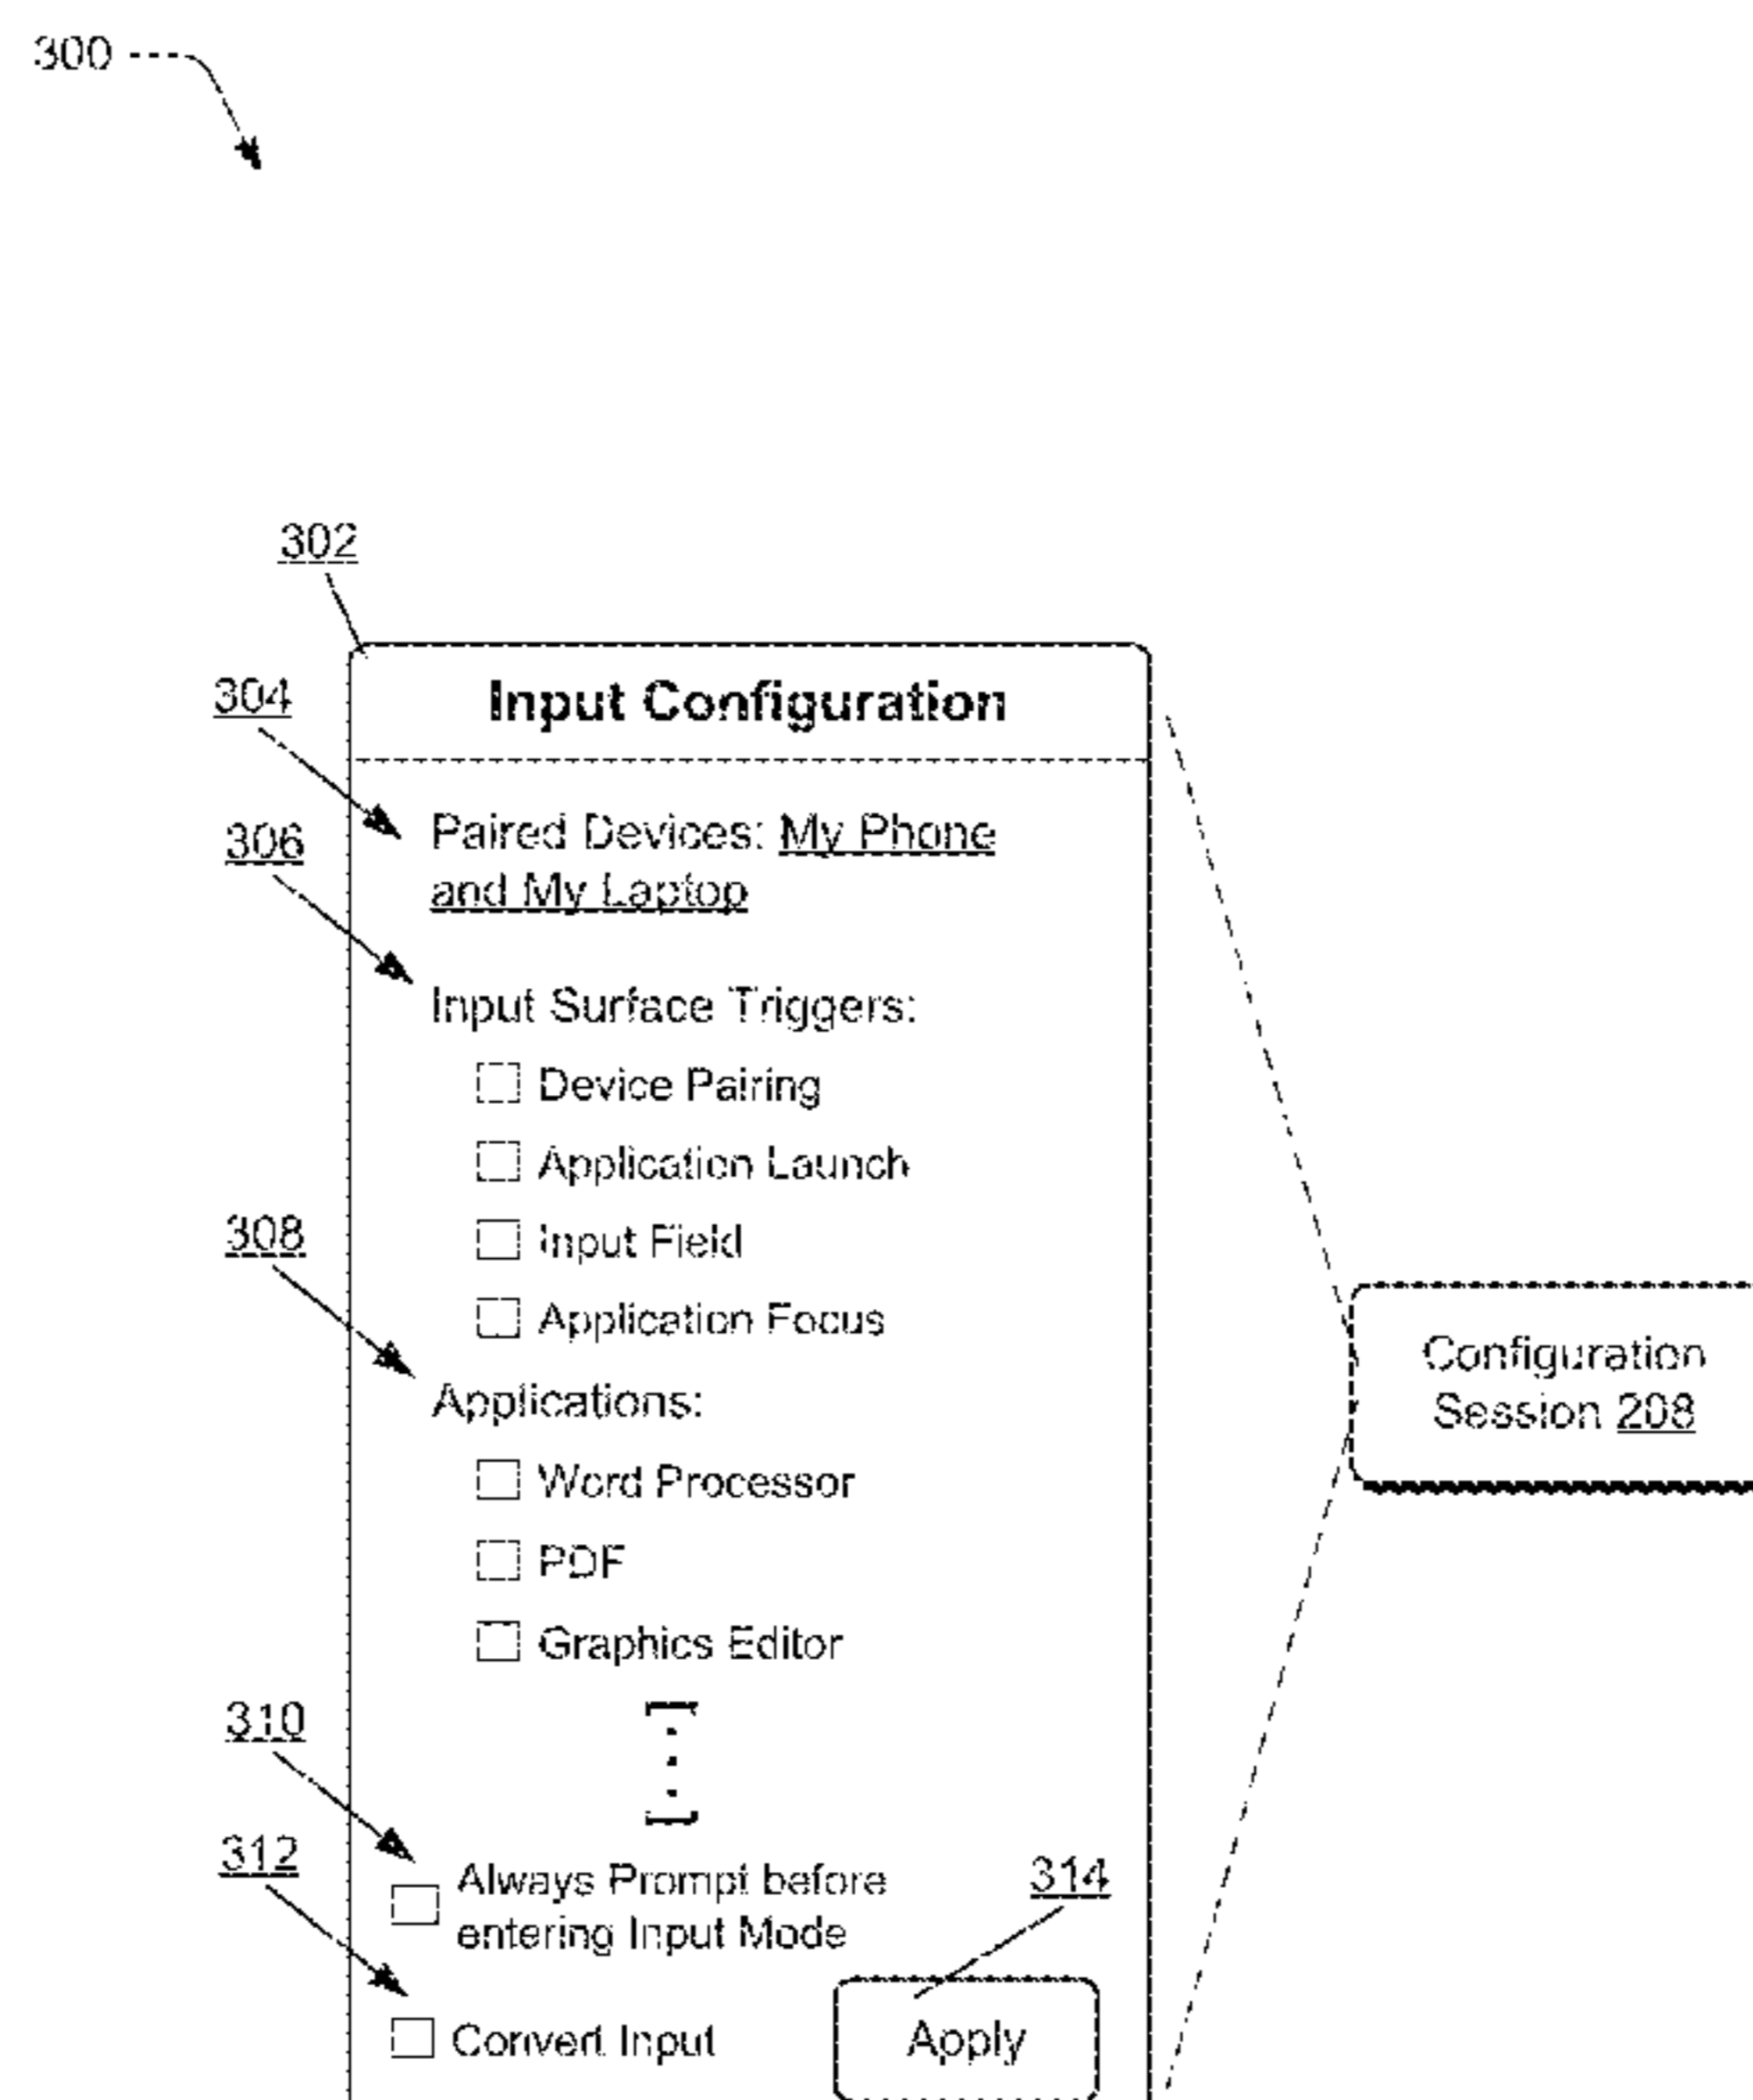 300
302
304
Input Configuration
306
Paired Devices: My Phone
and My Laptop
Input Surface Triggers:
Device Pairing
Application Launch
308
Input Field
Application Focus
Configuration
Session 208
Applications:
Word Processor
PDF
Graphics Editor
310
312
Always Prompt before
entering Input Mode
314
Convert Input
Apply